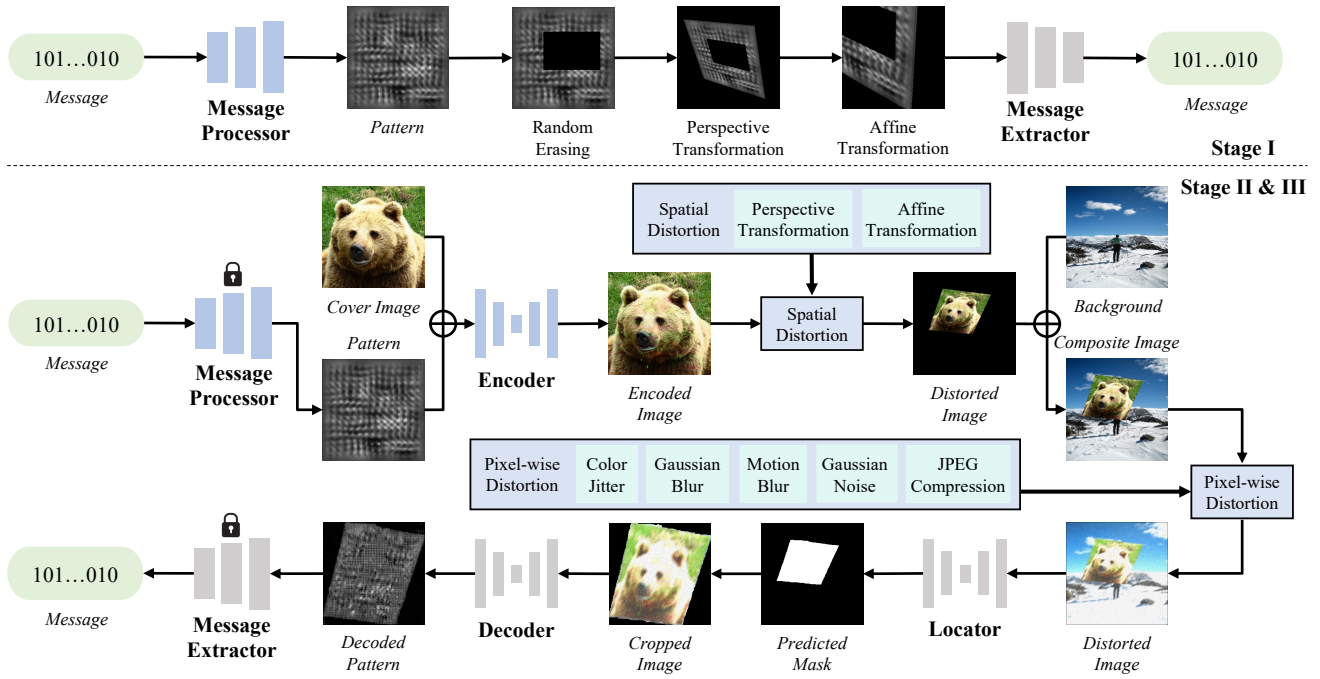 101…010
Message
Message
Processor
Pattern
Random
Erasing
Perspective
Transformation
Affine
Transformation
Message
Extractor
101…010
Message
Stage I
Stage II & III
101…010
Message
Message
Processor
Cover Image
Pattern
Encoder
Encoded
Image
Spatial
Distortion
Perspective
Transformation
Affine
Transformation
Spatial
Distortion
Distorted
Image
Background
Composite Image
Pixel-wise
Distortion
Color
Jitter
Gaussian
Blur
Motion
Blur
Gaussian
Noise
JPEG
Compression
Pixel-wise
Distortion
Distorted
Image
Locator
Predicted
Mask
Cropped
Image
Decoder
Decoded
Pattern
Message
Extractor
101…010
Message